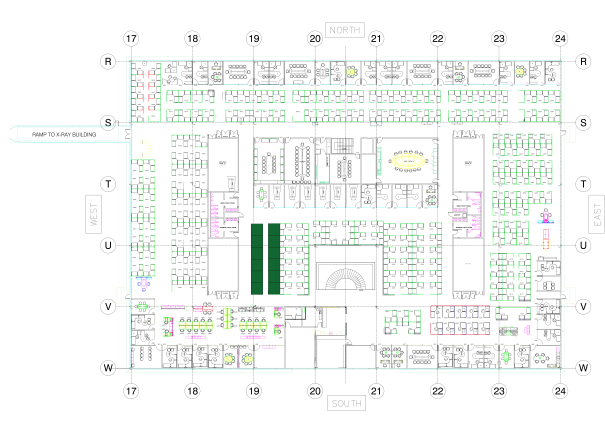 NORTH
17 18 19 20 21 22 23 24
R R
S S
RAMP TO X-RAY BUILDING
T T
WEST EAST
U U
V V
W W
17 18 19 20 21 22 23 24
SOUTH